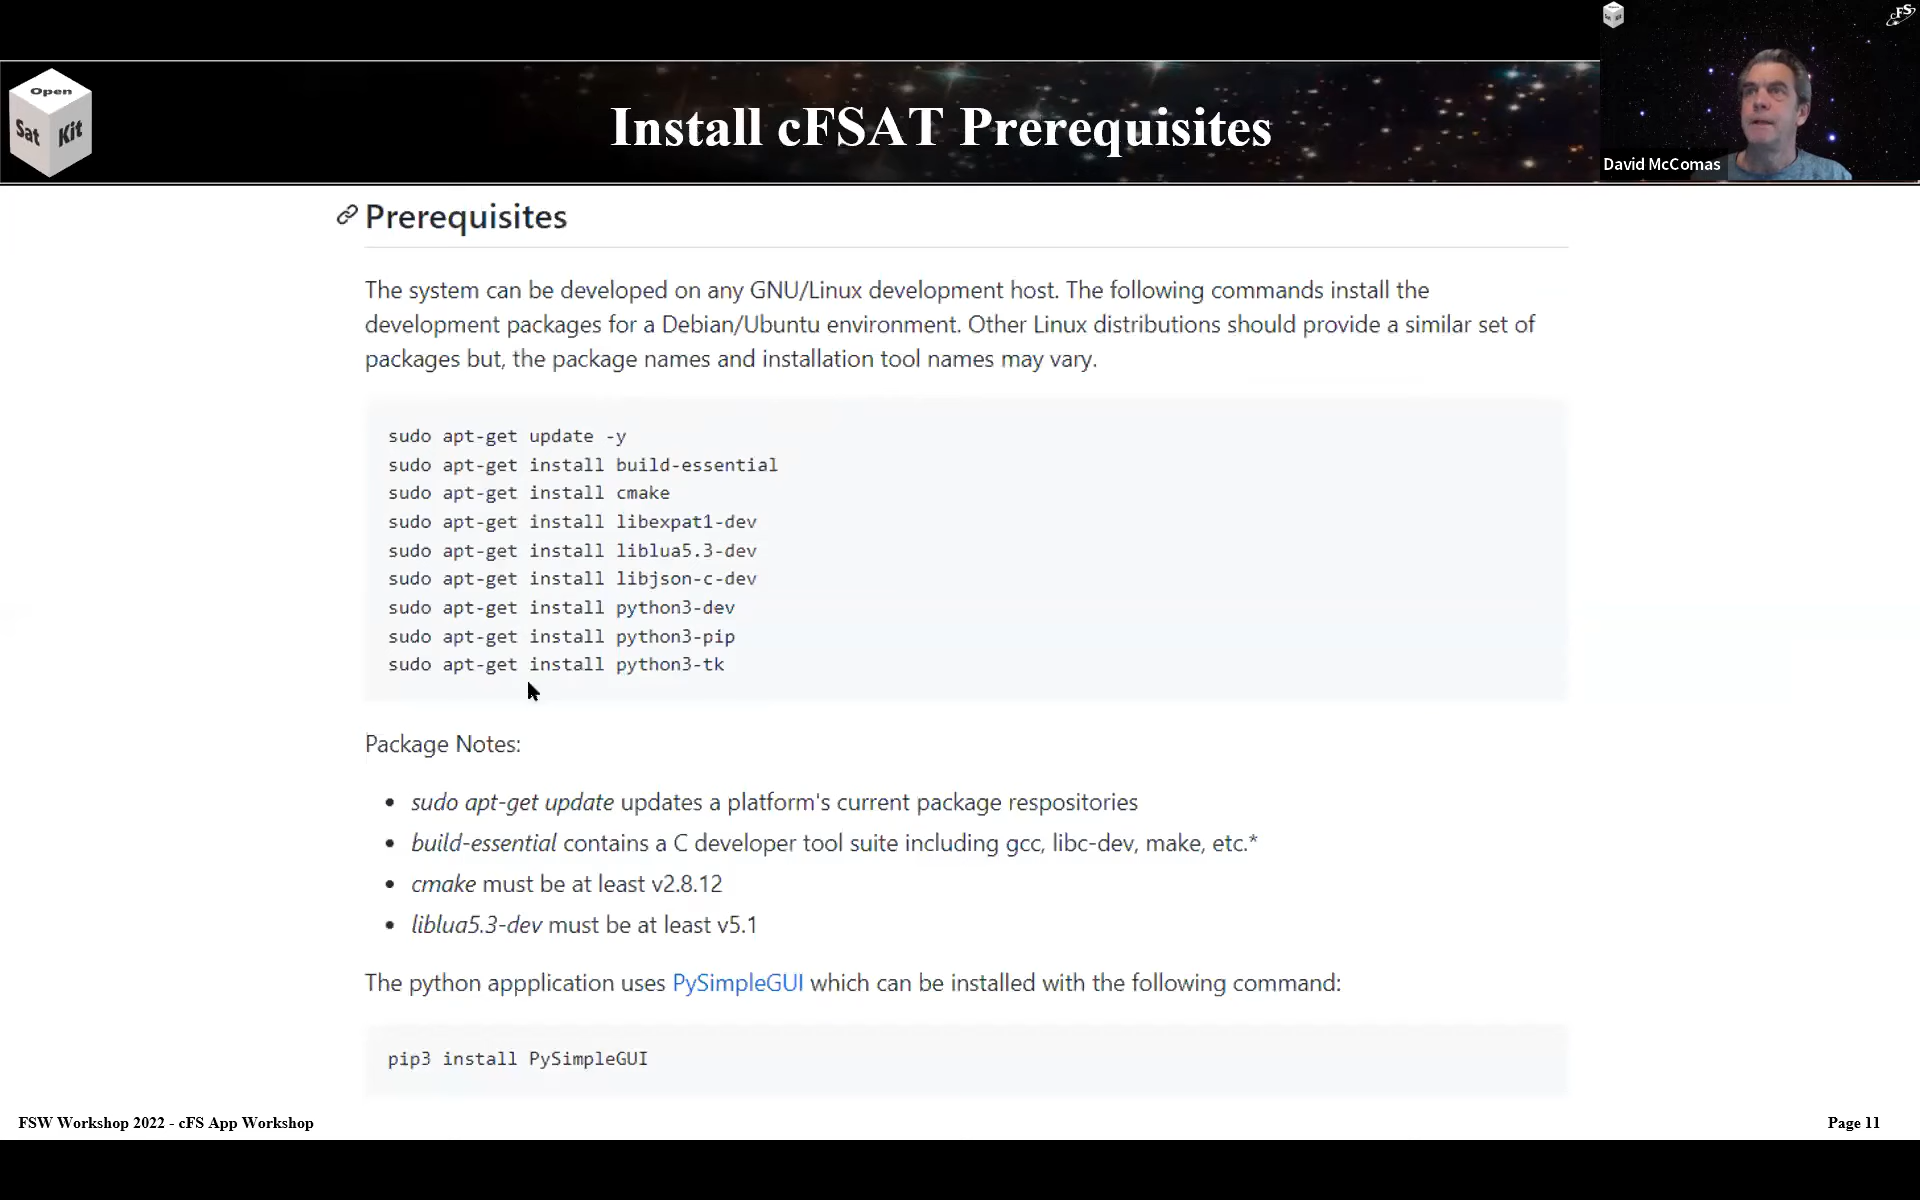 Open
Sat Kit
Install cFSAT Prerequisites
cFS
David McComas
Prerequisites
The system can be developed on any GNU/Linux development host. The following commands install the
development packages for a Debian/Ubuntu environment. Other Linux distributions should provide a similar set of
packages but, the package names and installation tool names may vary.
sudo apt-get update -y
sudo apt-get install build-essential
sudo apt-get install cmake
sudo apt-get install libexpat1-dev
sudo apt-get install liblua5.3-dev
sudo apt-get install libjson-c-dev
sudo apt-get install python3-dev
sudo apt-get install python3-pip
sudo apt-get install python3-tk
Package Notes:
• sudo apt-get update updates a platform's current package respositories
• build-essential contains a C developer tool suite including gcc, libc-dev, make, etc.*
• cmake must be at least v2.8.12
• liblua5.3-dev must be at least v5.1
The python appplication uses PySimpleGUI which can be installed with the following command:
pip3 install PySimpleGUI
FSW Workshop 2022 - cFS App Workshop
Page 11